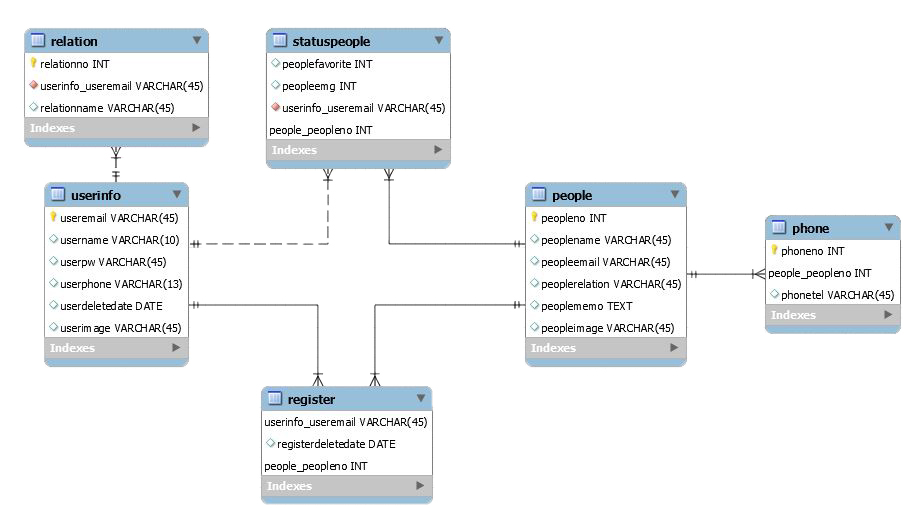 relation
relationno INT
userinfo_useremail VARCHAR(45)
relationname VARCHAR(45)
Indexes
statuspeople
peoplefavorite INT
peopleemg INT
userinfo_useremail VARCHAR(45)
people_peopleno INT
Indexes
userinfo
useremail VARCHAR(45)
username VARCHAR(10)
userpw VARCHAR(45)
userphone VARCHAR(13)
userdeletedate DATE
userimage VARCHAR(45)
Indexes
people
peopleno INT
peoplename VARCHAR(45)
peopleemail VARCHAR(45)
peoplerelation VARCHAR(45)
peoplememo TEXT
peopleimage VARCHAR(45)
Indexes
phone
phoneno INT
people_peopleno INT
phonetel VARCHAR(45)
Indexes
register
userinfo_useremail VARCHAR(45)
registerdeletedate DATE
people_peopleno INT
Indexes